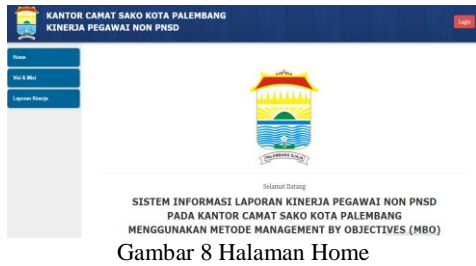 KANTOR CAMAT SAKO KOTA PALEMBANG
KINERJA PEGAWAI NON PNSD
Login
Home
Visi & Misi
Laporan Kinerja
Selamat Datang
SISTEM INFORMASI LAPORAN KINERJA PEGAWAI NON PNSD
PADA KANTOR CAMAT SAKO KOTA PALEMBANG
MENGGUNAKAN METODE MANAGEMENT BY OBJECTIVES (MBO)
Gambar 8 Halaman Home